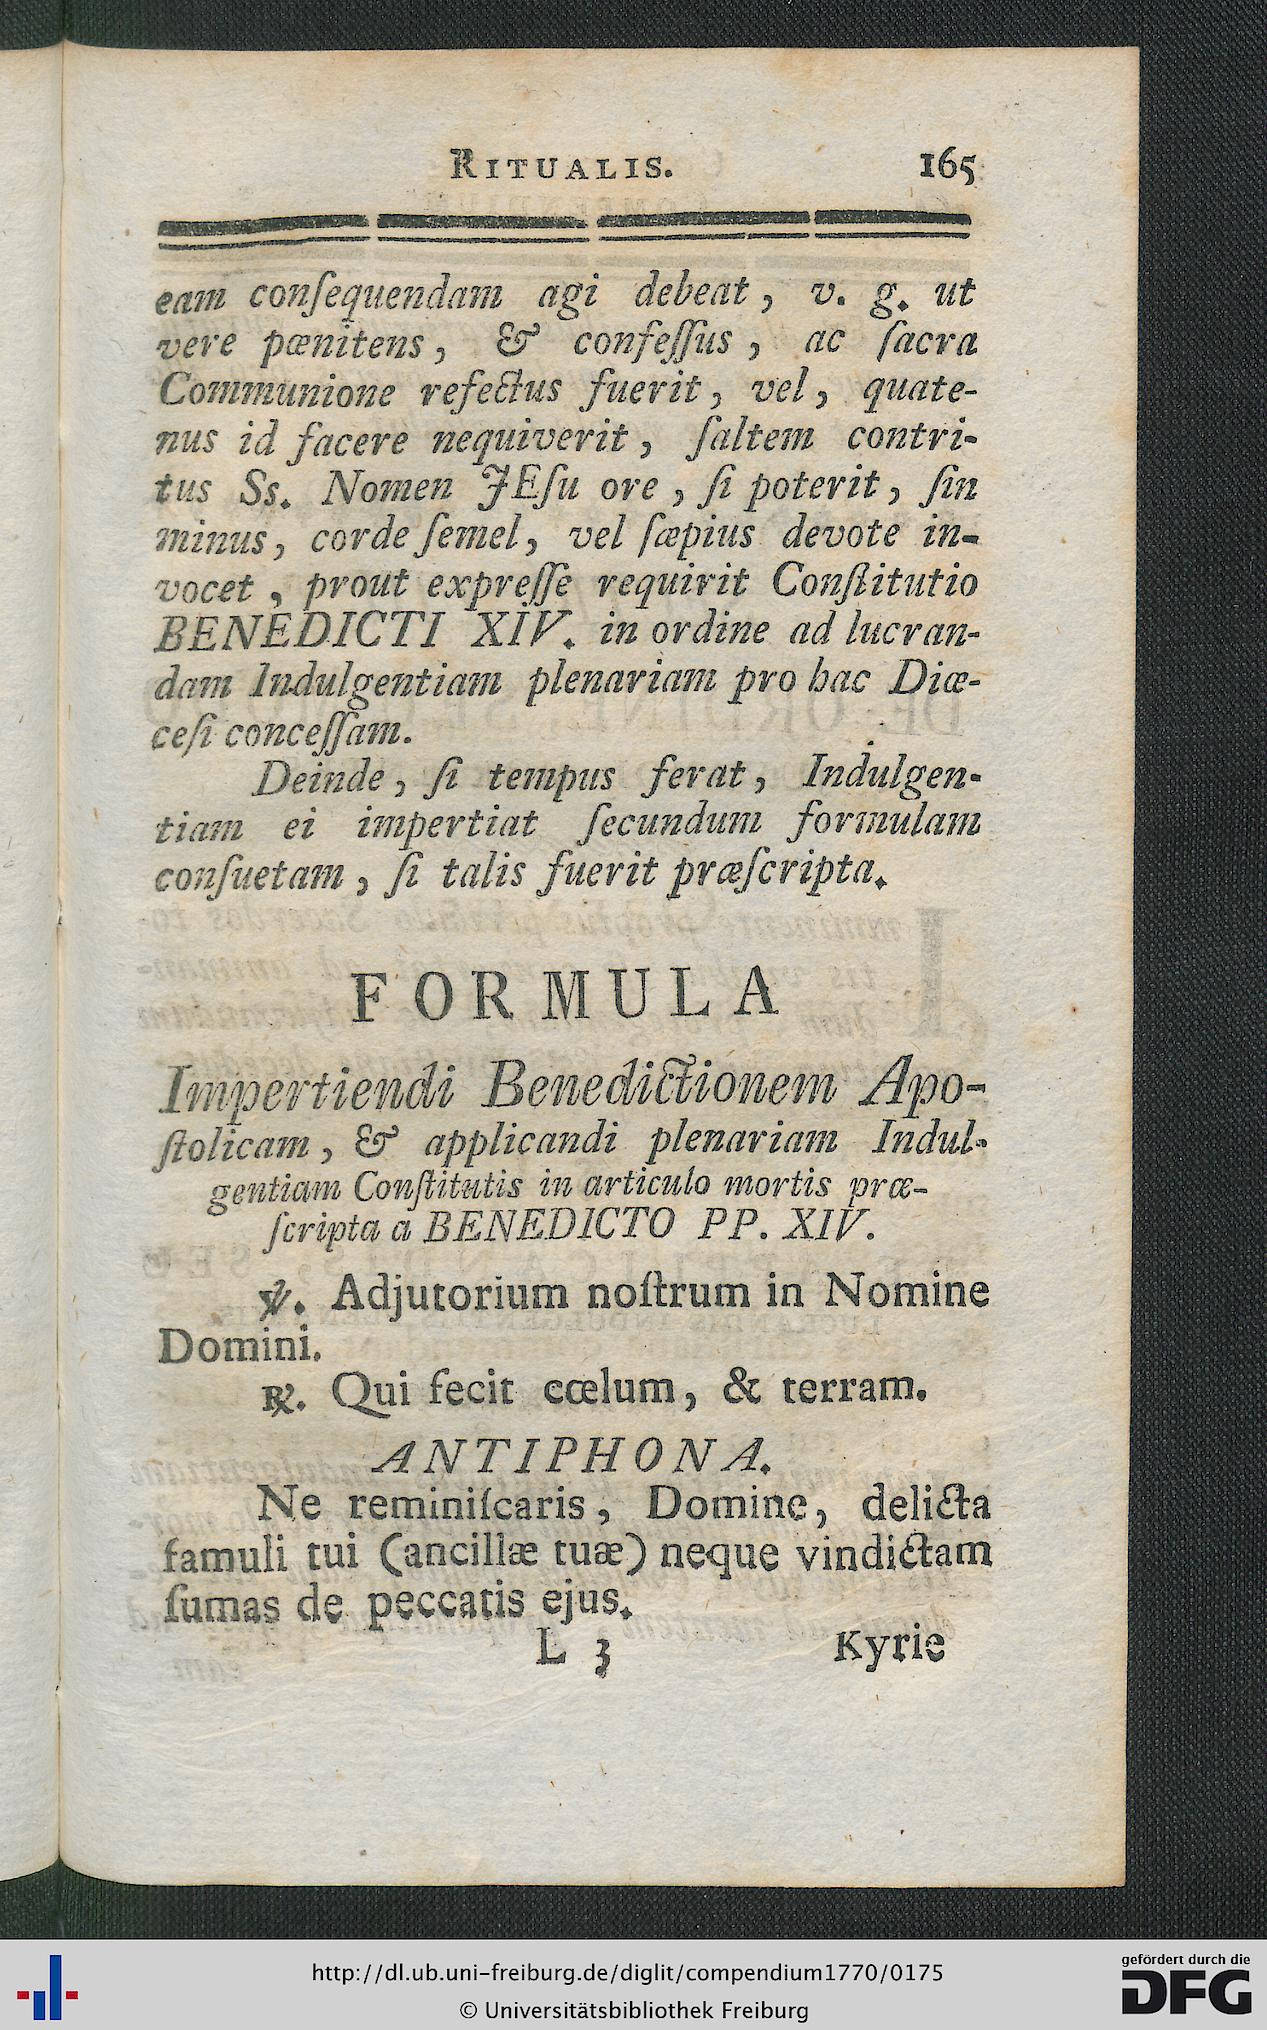 RITUALIS. 165
eam conſequendam agi debeat, v. g. ut
vere pœnitens, & confeſſus, ac ſacra
Communione refectus fuerit, vel, quate-
nus id facere nequiverit, ſaltem contri-
tus Ss. Nomen JEſu ore, ſi poterit, ſin
minus, corde ſemel, vel ſæpius devote in-
vocet, prout expreſſe requirit Conſtitutio
BENEDICTI XIV. in ordine ad lucran-
dam Indulgentiam plenariam pro hac Diœ-
ceſi conceſſam.
Deinde, ſi tempus ferat, Indulgen-
tiam ei impertiat ſecundum formulam
conſuetam, ſi talis fuerit præſcripta.
FORMULA
Impertiendi Benedictionem Apo-
ſtolicam, & applicandi plenariam Indul-
gentiam Conſtitutis in articulo mortis præ-
ſcripta a BENEDICTO PP. XIV.
℣. Adjutorium noſtrum in Nomine
Domini.
℟. Qui fecit cœlum, & terram.
ANTIPHONA.
Ne reminiſcaris, Domine, delicta
famuli tui (ancillæ tuæ) neque vindictam
ſumas de peccatis ejus.
L 3 Kyrie
http://dl.ub.uni-freiburg.de/diglit/compendium1770/0175
© Universitätsbibliothek Freiburg
gefördert durch die
DFG